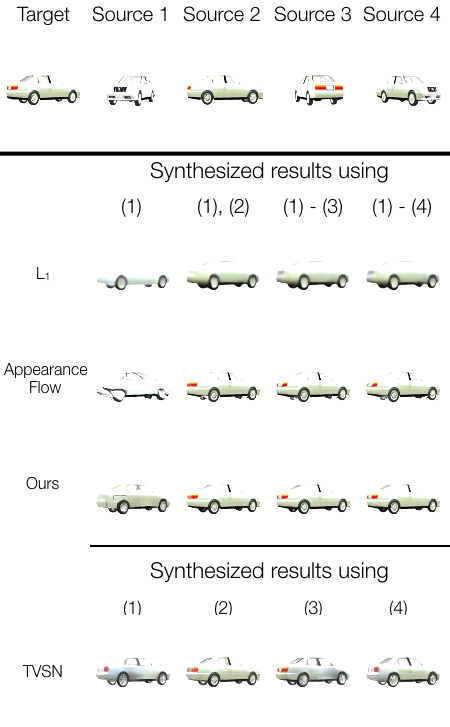 Target Source 1 Source 2 Source 3 Source 4
Synthesized results using
(1) (1), (2) (1) - (3) (1) - (4)
L₁
Appearance
Flow
Ours
Synthesized results using
(1) (2) (3) (4)
TVSN